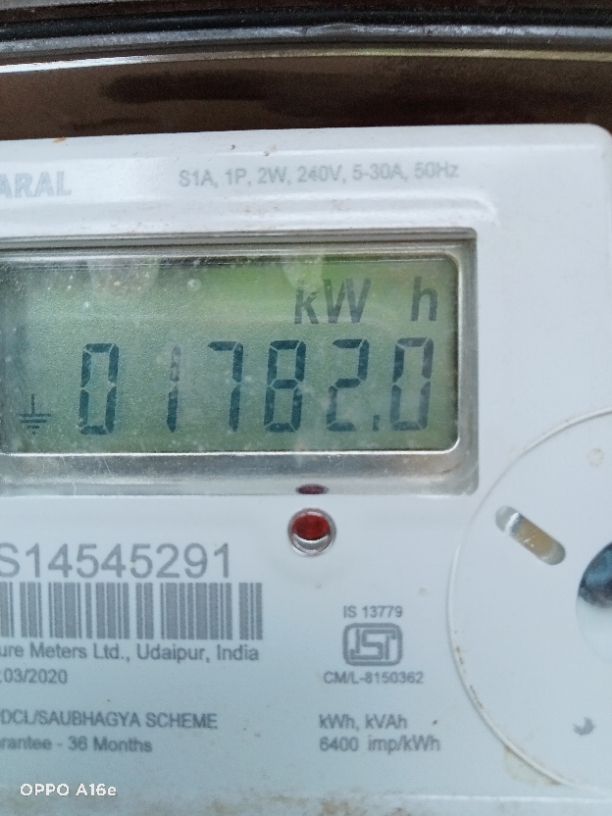 ARAL
S1A, 1P, 2W, 240V, 5-30A, 50Hz
kW h
01782.0
S14545291
ure Meters Ltd., Udaipur, India
03/2020
IS 13779
ISI
CM/L-8150362
DCL/SAUBHAGYA SCHEME
rantee - 36 Months
kWh, kVAh
6400 imp/kWh
OPPO A16e